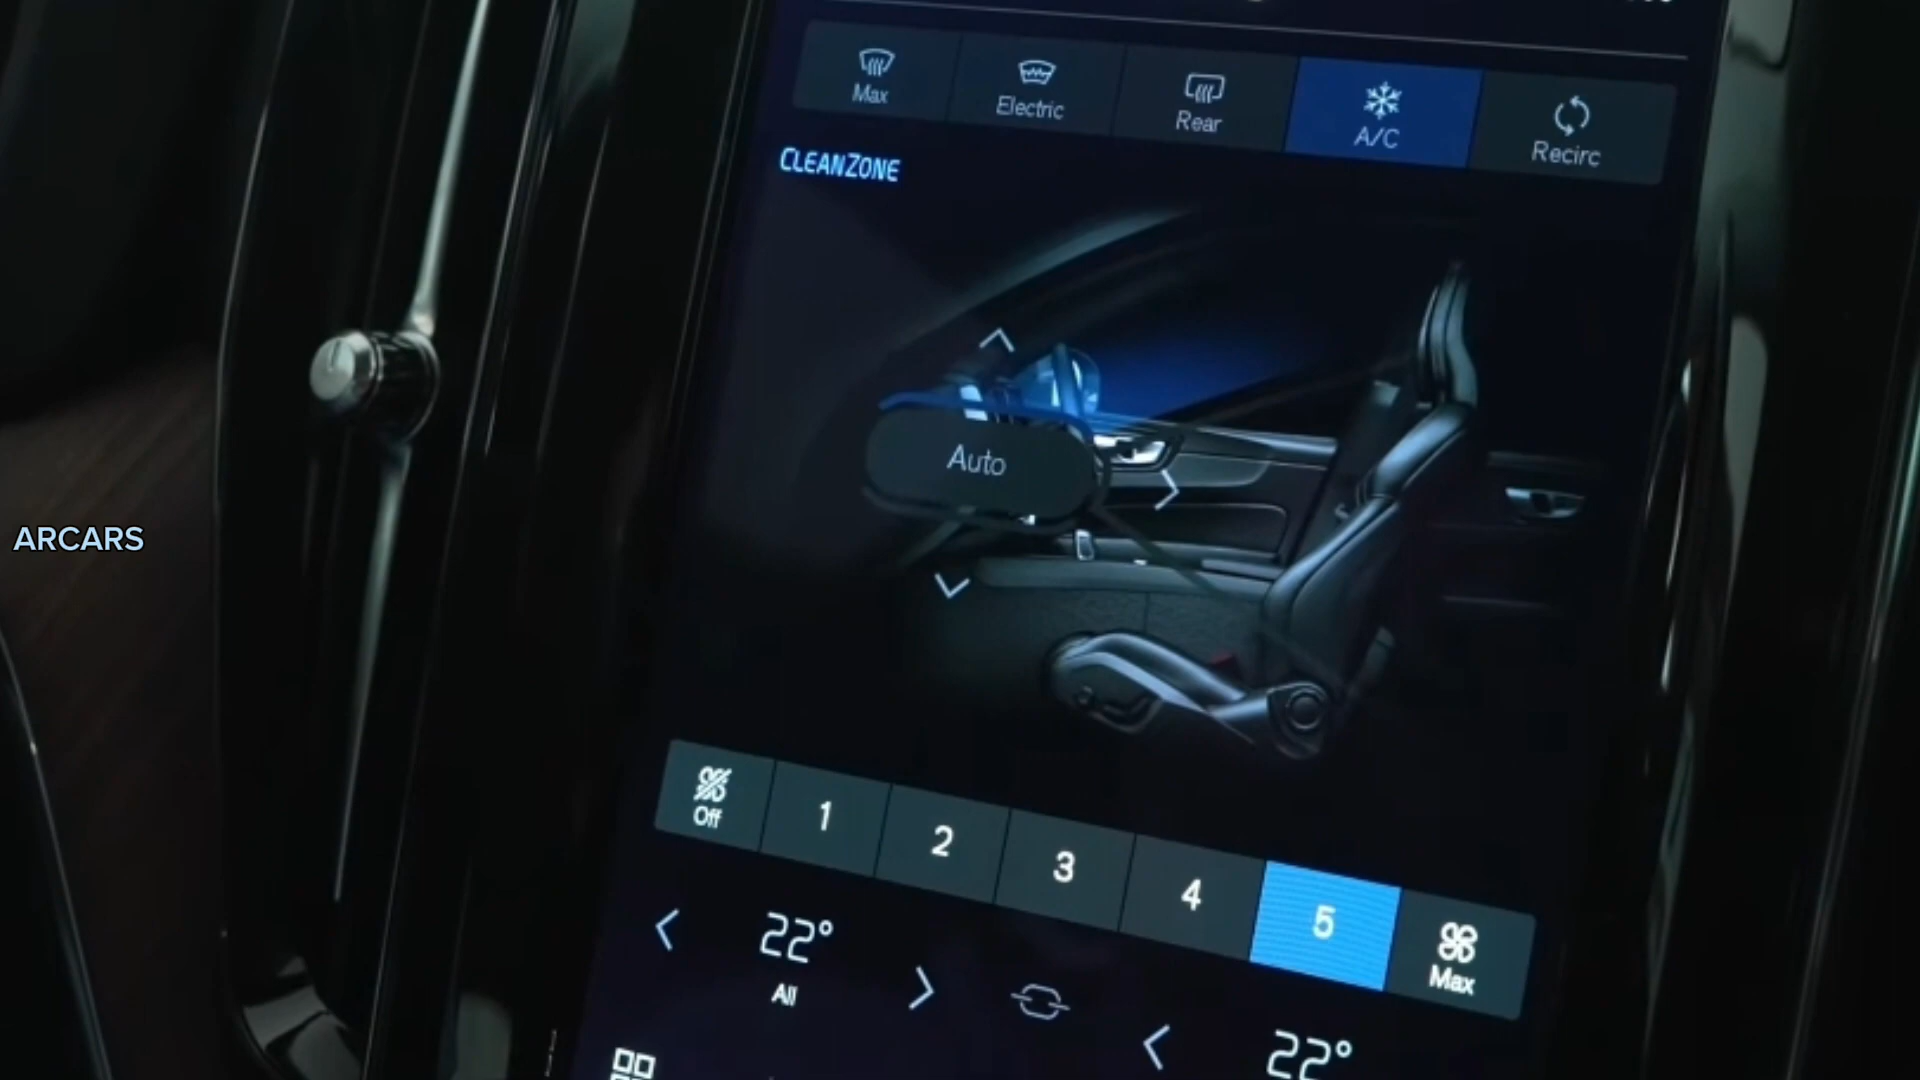 Max
Electric
Rear
A/C
Recirc
CLEANZONE
Auto
ARCARS
Off
1
2
3
4
5
Max
22°
All
22°